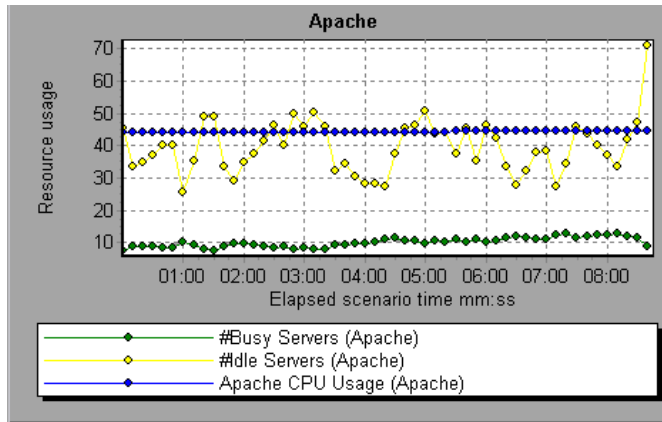 Apache
Resource usage
70
60
50
40
30
20
10
01:00 02:00 03:00 04:00 05:00 06:00 07:00 08:00
Elapsed scenario time mm:ss
#Busy Servers (Apache)
#Idle Servers (Apache)
Apache CPU Usage (Apache)